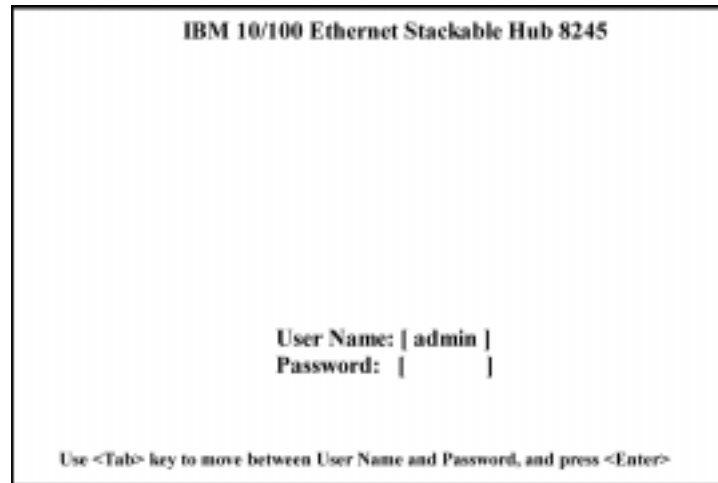 IBM 10/100 Ethernet Stackable Hub 8245
User Name: [ admin ]
Password: [ ]
Use <Tab> key to move between User Name and Password, and press <Enter>